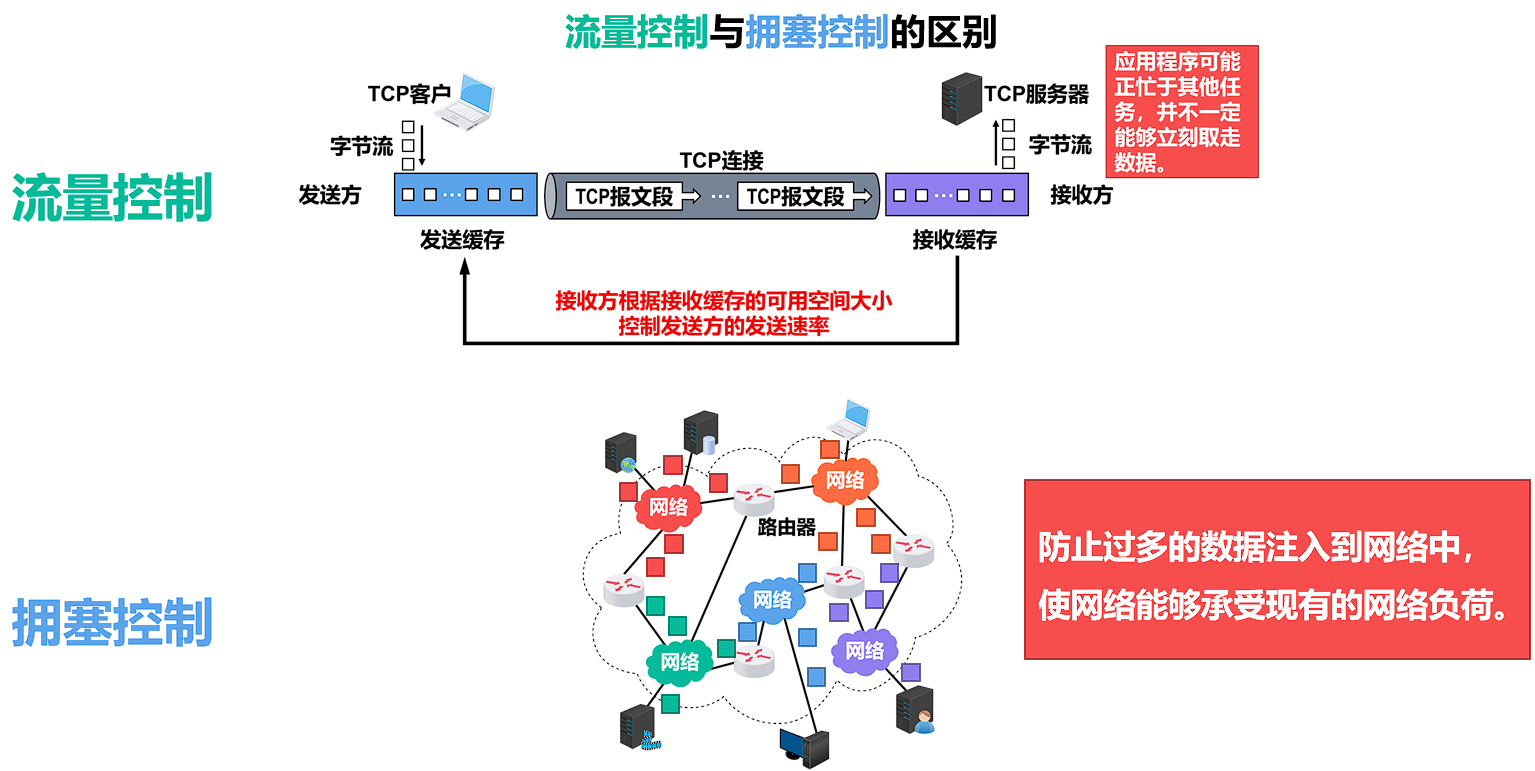 流量控制与拥塞控制的区别
TCP客户
TCP服务器
应用程序可能
正忙于其他任
务，并不一定
能够立刻取走
数据。
字节流
字节流
TCP连接
流量控制
发送方
TCP报文段
···
TCP报文段
接收方
发送缓存
接收缓存
接收方根据接收缓存的可用空间大小
控制发送方的发送速率
网络
网络
路由器
网络
网络
网络
拥塞控制
防止过多的数据注入到网络中，
使网络能够承受现有的网络负荷。